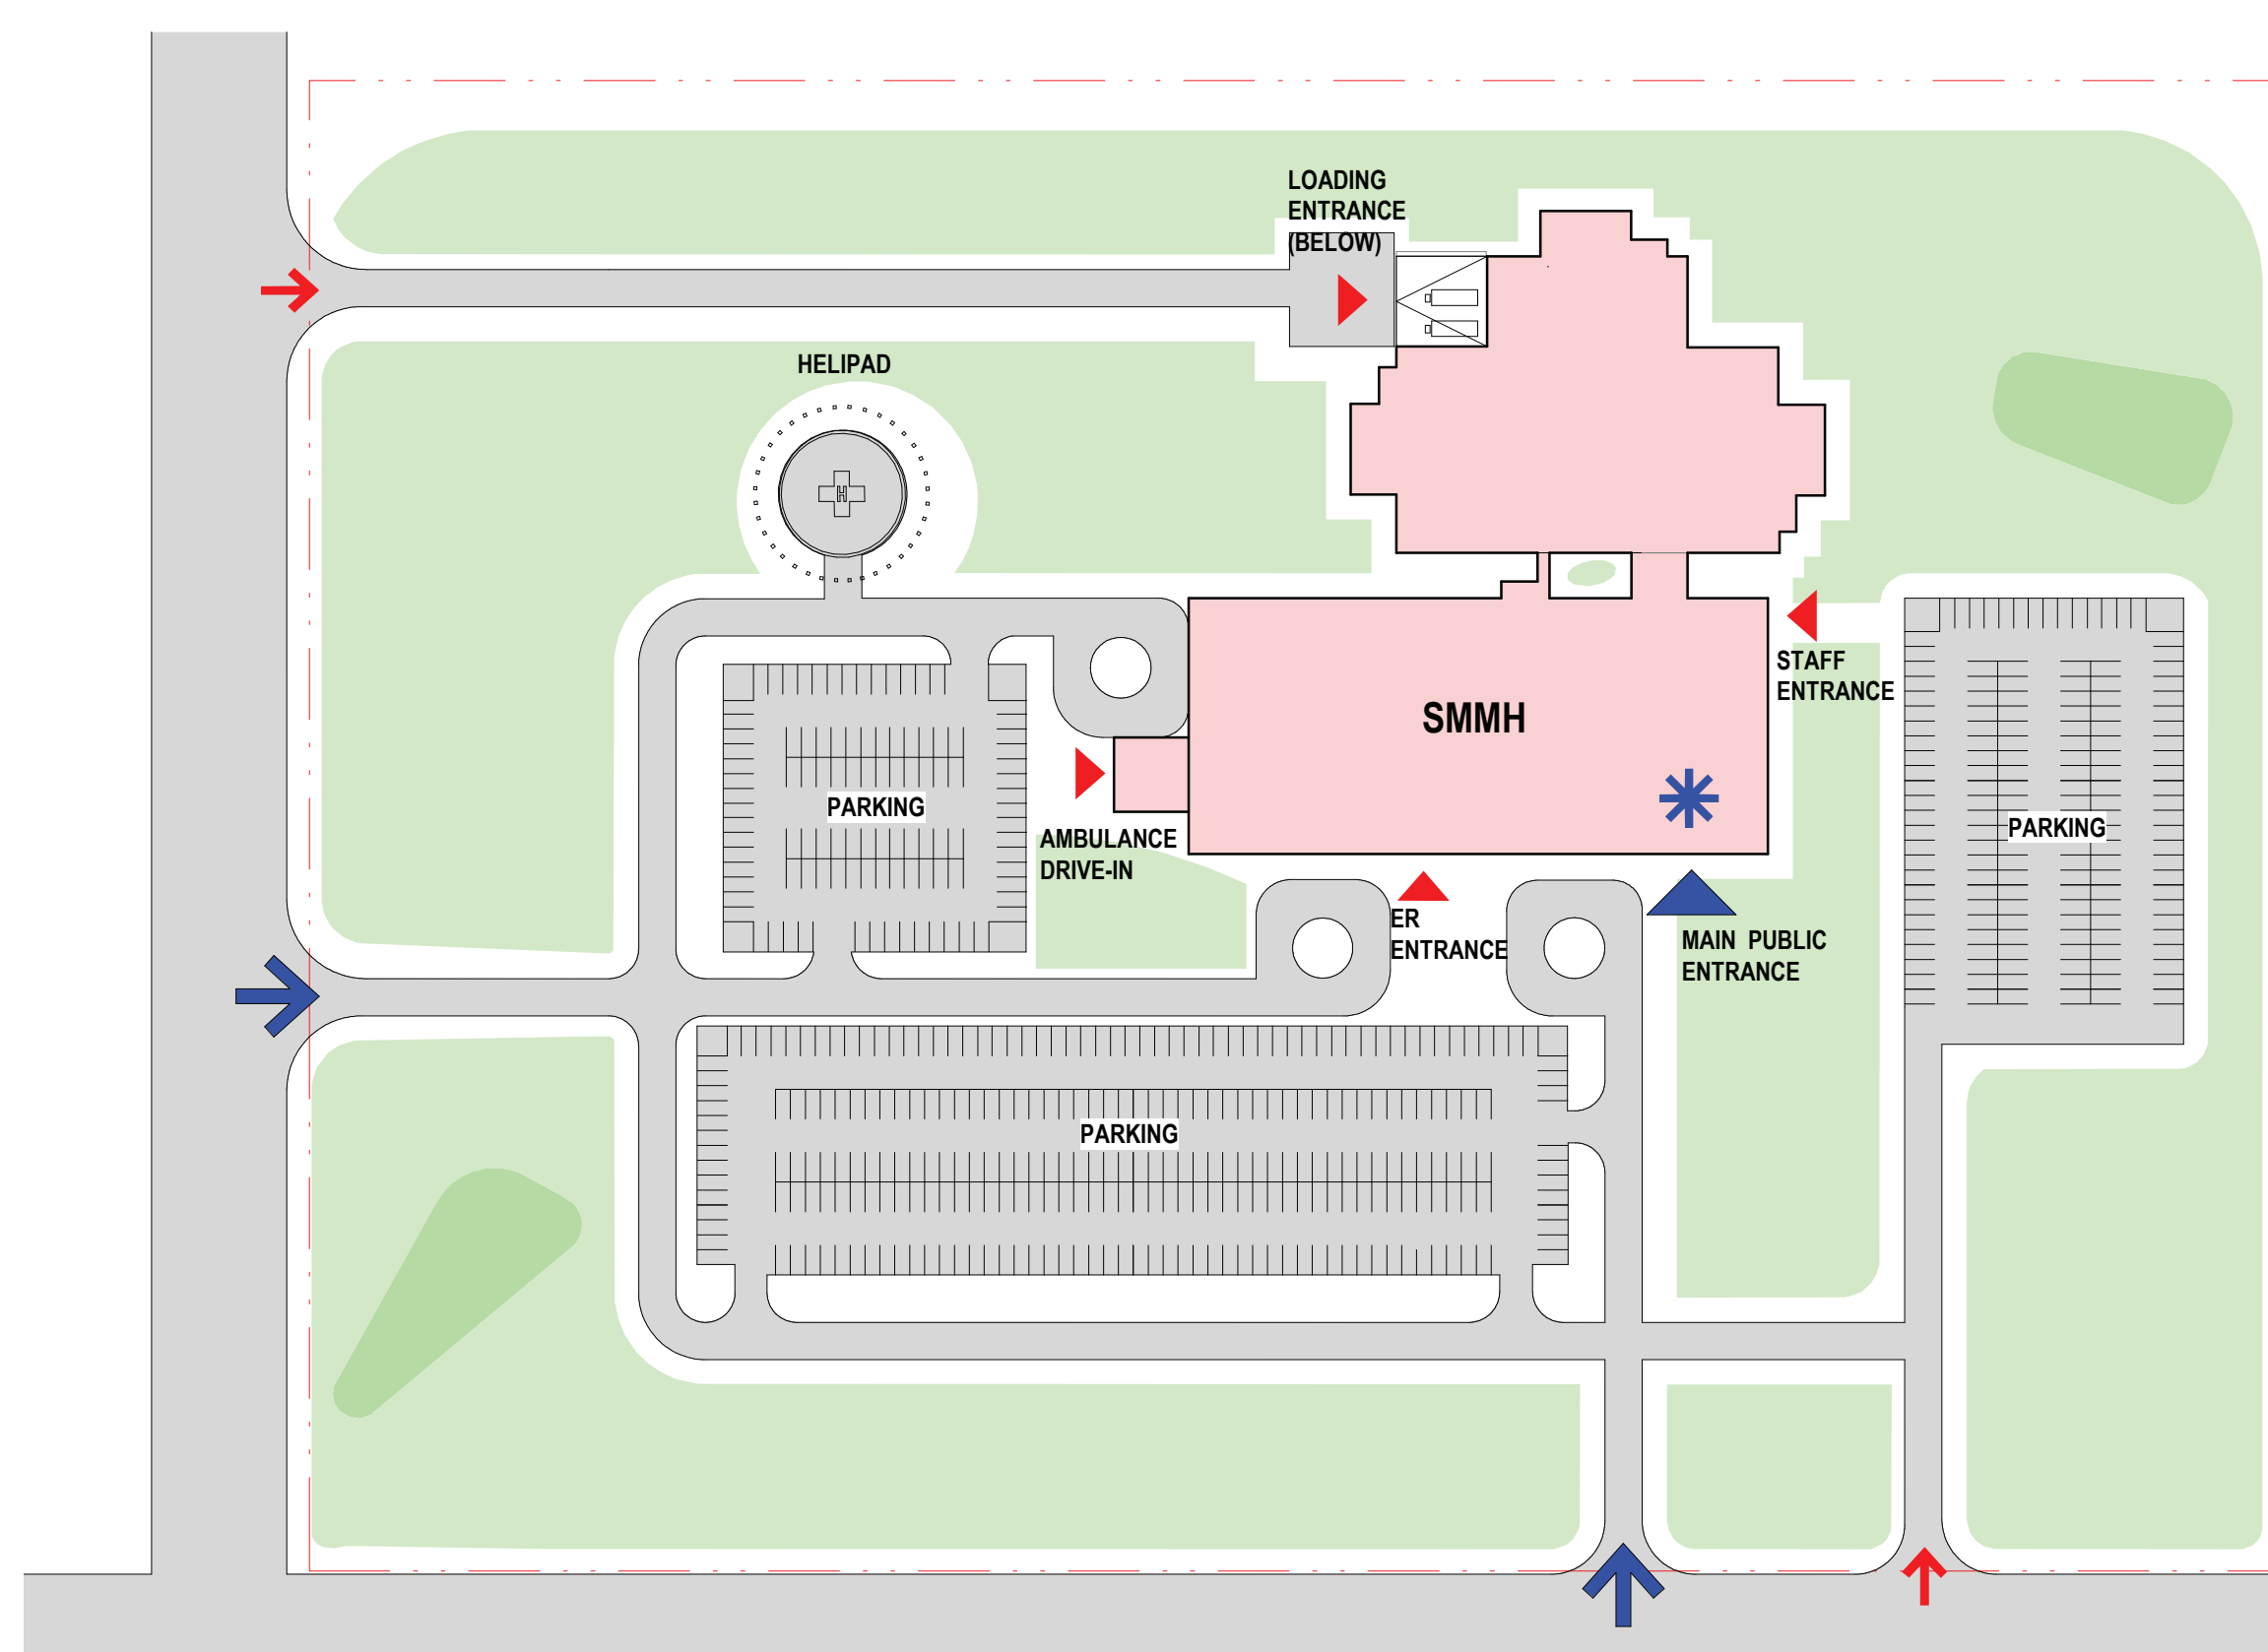 LOADING
ENTRANCE
(BELOW)
HELIPAD
H
STAFF
ENTRANCE
SMMH
PARKING
PARKING
AMBULANCE
DRIVE-IN
ER
ENTRANCE
MAIN PUBLIC
ENTRANCE
PARKING